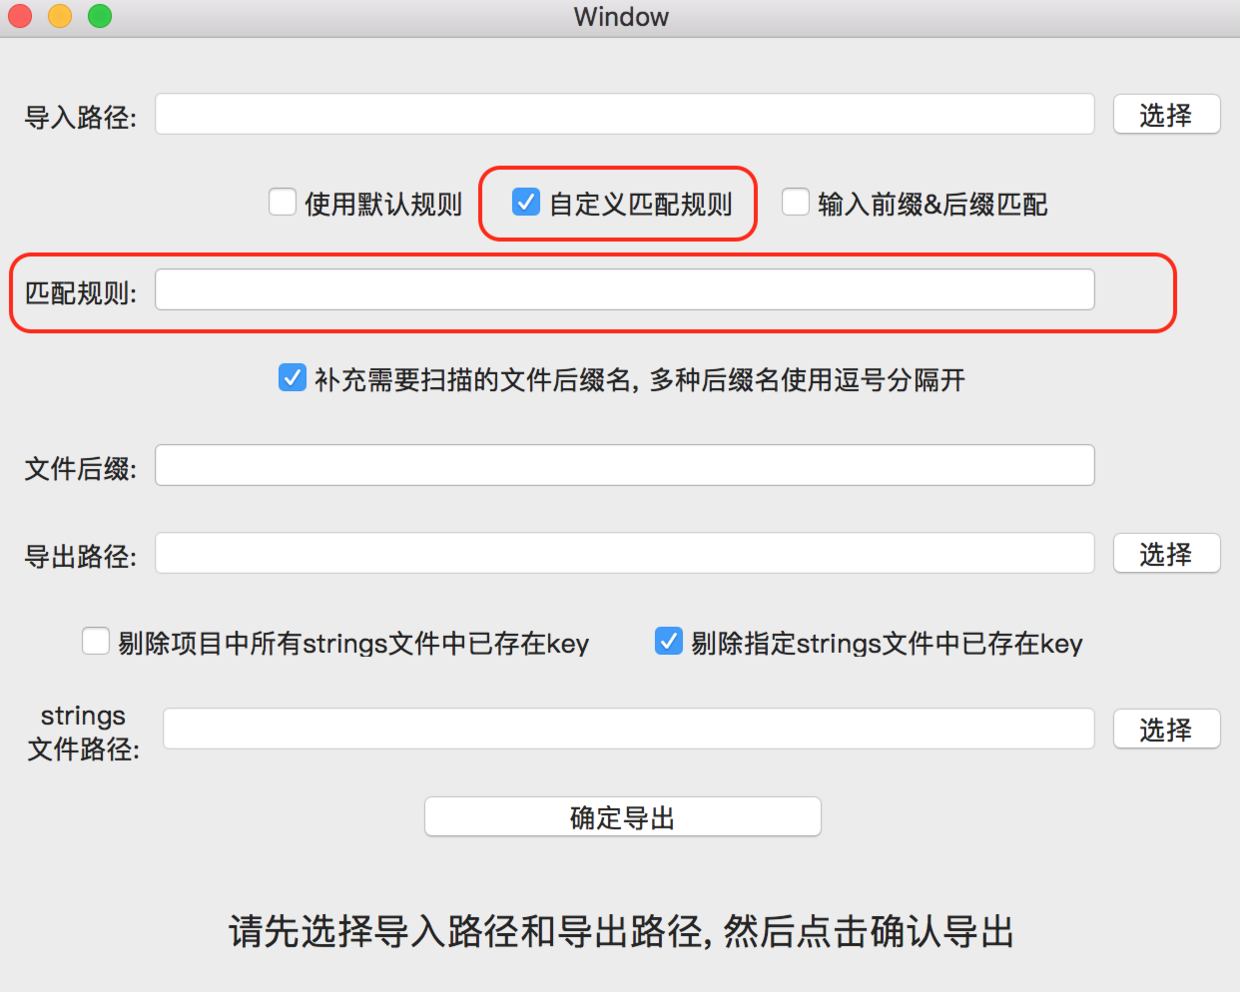 Window
导入路径:
选择
使用默认规则
自定义匹配规则
输入前缀&后缀匹配
匹配规则:
补充需要扫描的文件后缀名, 多种后缀名使用逗号分隔开
文件后缀:
导出路径:
选择
剔除项目中所有strings文件中已存在key
剔除指定strings文件中已存在key
strings
文件路径:
选择
确定导出
请先选择导入路径和导出路径, 然后点击确认导出